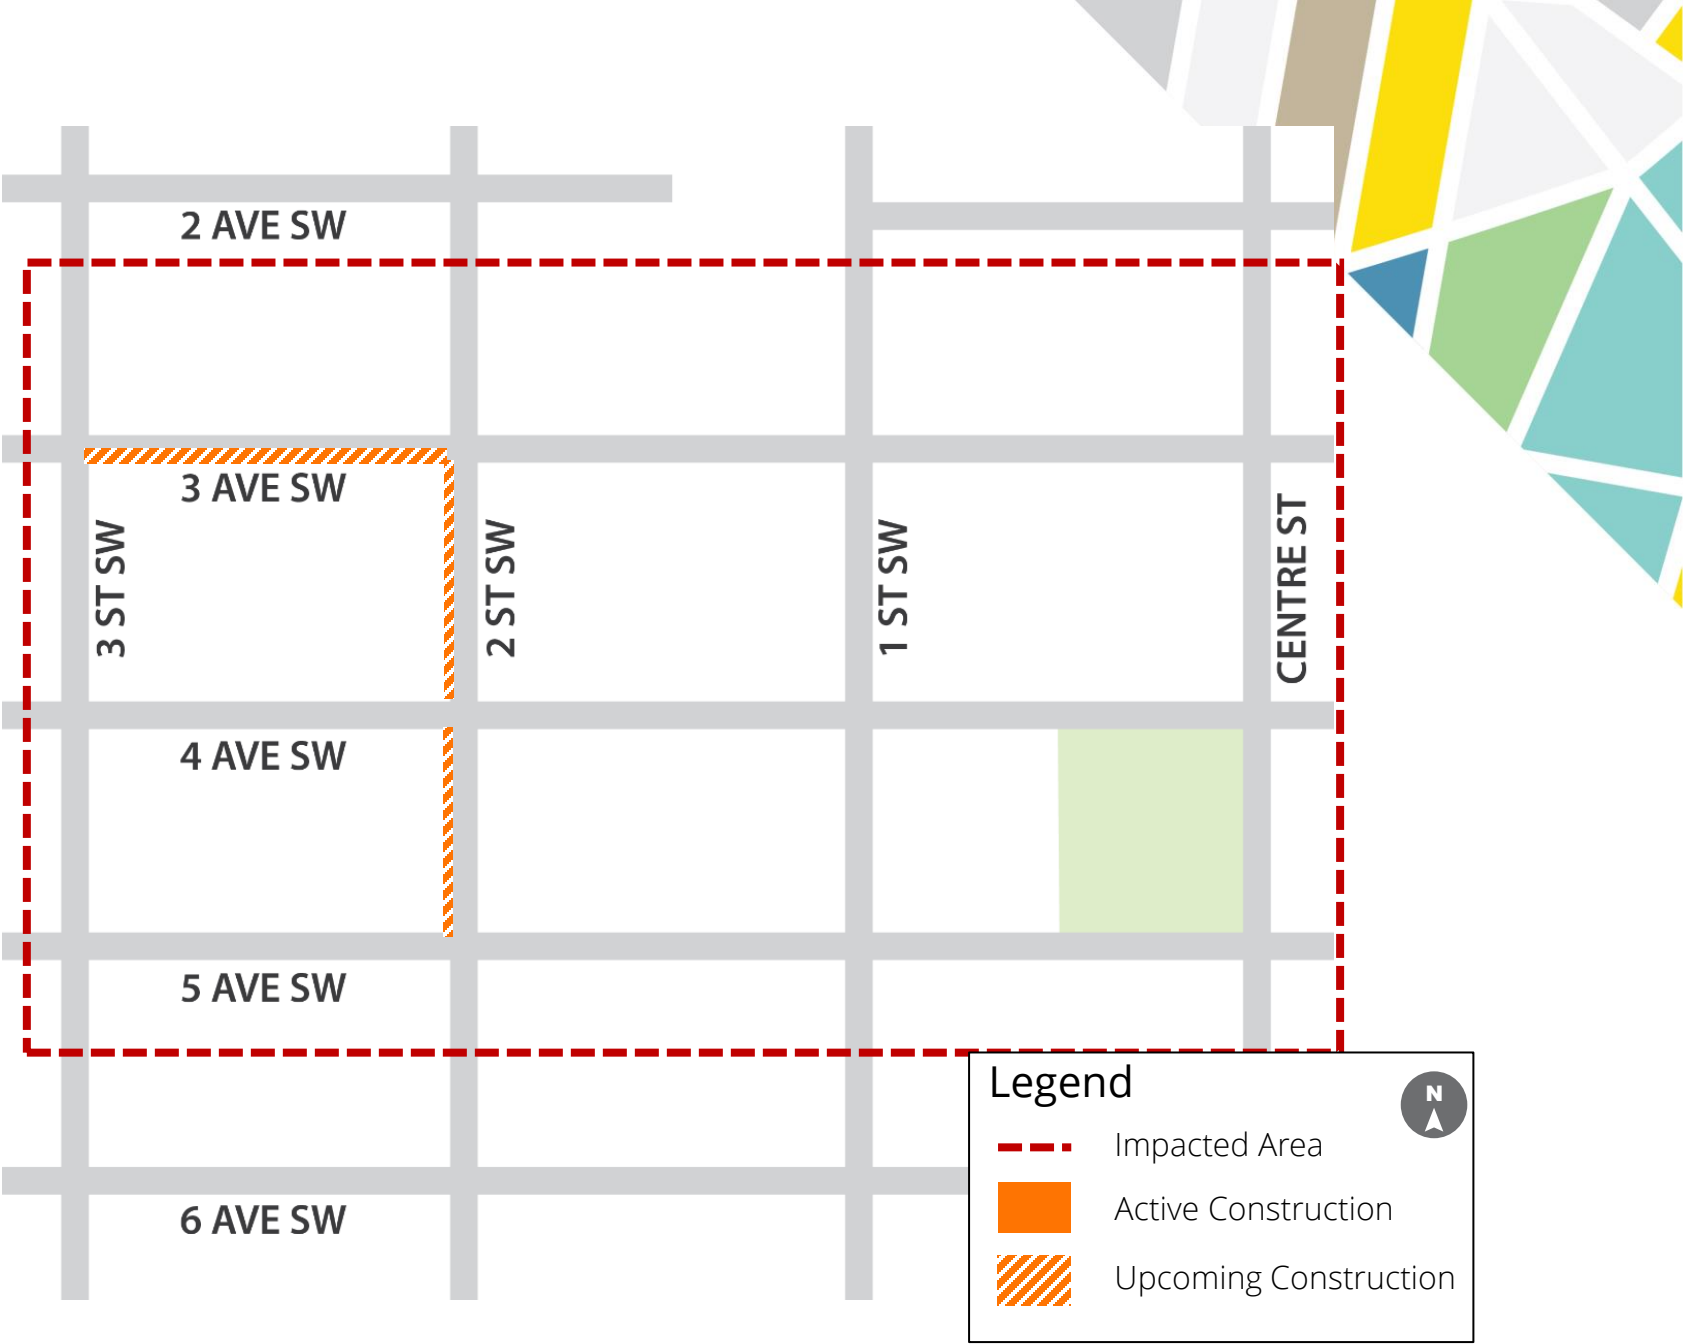 2 AVE SW
3 AVE SW
3 ST SW
2 ST SW
1 ST SW
CENTRE ST
4 AVE SW
5 AVE SW
6 AVE SW
Legend
N
Impacted Area
Active Construction
Upcoming Construction